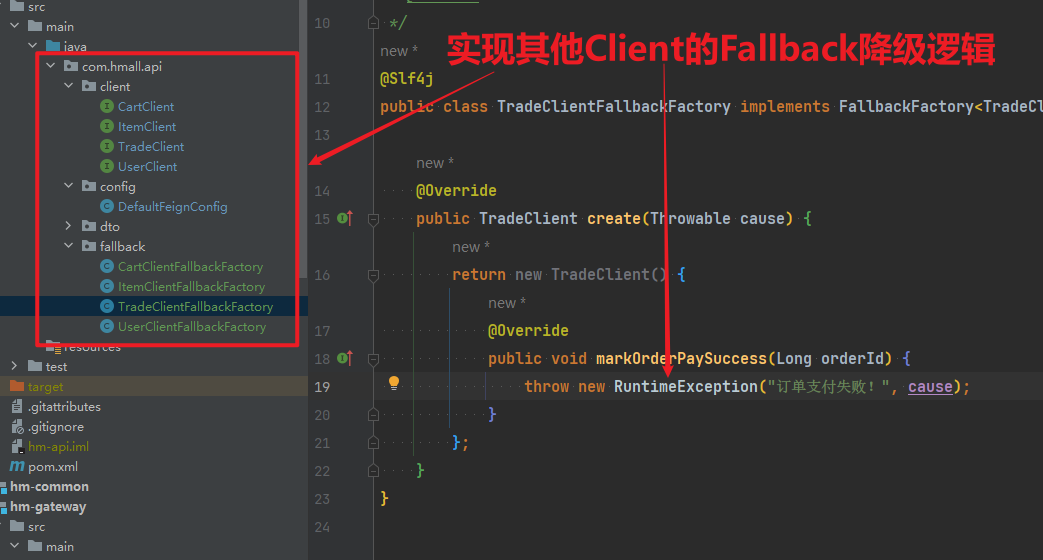 src
main
java
com.hmall.api
client
CartClient
ItemClient
TradeClient
UserClient
config
DefaultFeignConfig
dto
fallback
CartClientFallbackFactory
ItemClientFallbackFactory
TradeClientFallbackFactory
UserClientFallbackFactory
resources
test
target
.gitattributes
.gitignore
hm-api.iml
pom.xml
hm-common
hm-gateway
src
main
实现其他Client的Fallback降级逻辑
10 */
new *
11 @Slf4j
12 public class TradeClientFallbackFactory implements FallbackFactory<TradeCl
13
new *
14 @Override
15 public TradeClient create(Throwable cause) {
new *
16 return new TradeClient() {
new *
17 @Override
18 public void markOrderPaySuccess(Long orderId) {
19 throw new RuntimeException("订单支付失败！", cause);
20 }
21 };
22 }
23 }
24